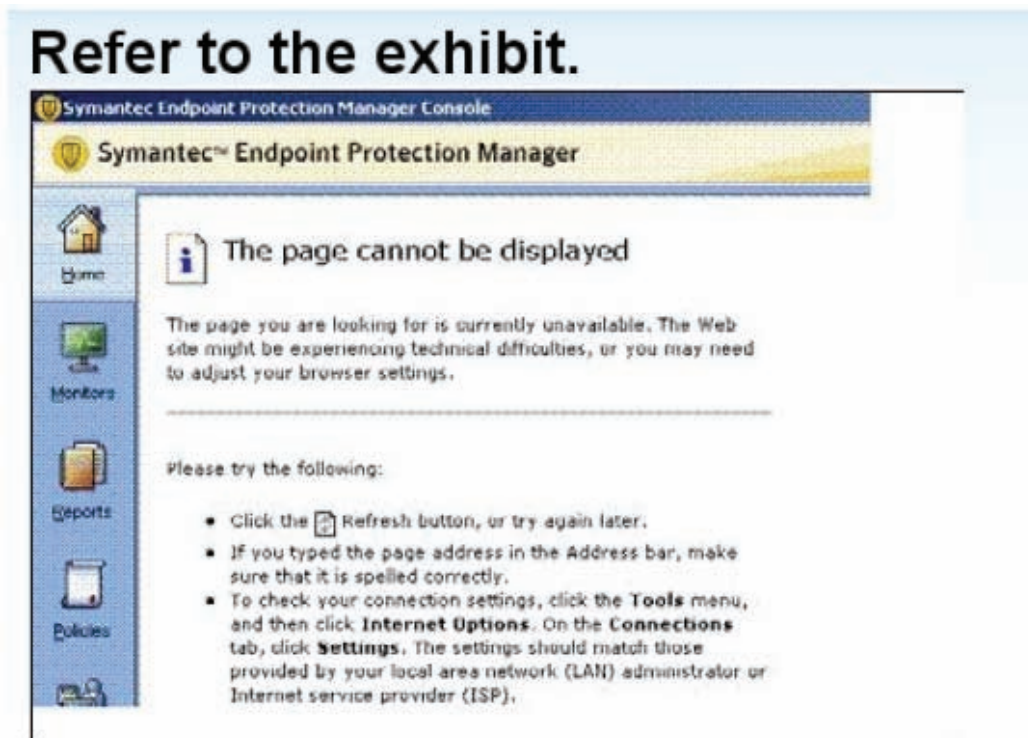 Refer to the exhibit.
Symantec Endpoint Protection Manager Console
Symantec™ Endpoint Protection Manager
Home
The page cannot be displayed
The page you are looking for is currently unavailable. The Web
site might be experiencing technical difficulties, or you may need
to adjust your browser settings.
Monitors
Please try the following:
Reports
• Click the Refresh button, or try again later.
• If you typed the page address in the Address bar, make
sure that it is spelled correctly.
• To check your connection settings, click the Tools menu,
and then click Internet Options. On the Connections
tab, click Settings. The settings should match those
provided by your local area network (LAN) administrator or
Internet service provider (ISP).
Policies